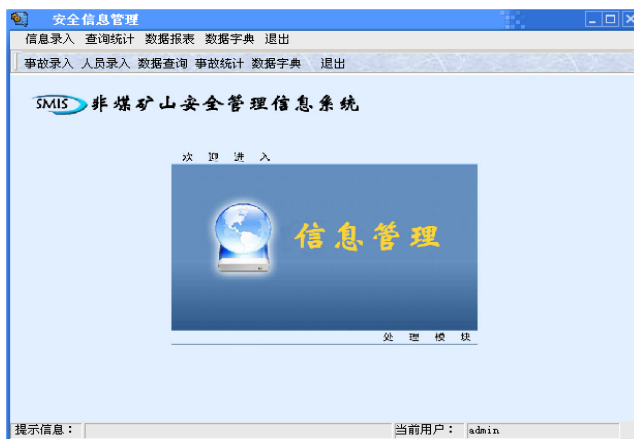 安全信息管理
信息录入 查询统计 数据报表 数据字典 退出
事故录入 人员录入 数据查询 事故统计 数据字典 退出
SMIS 非煤矿山安全管理信息系统
欢 迎 进 入
信息管理
处 理 模 块
提示信息： 当前用户： admin